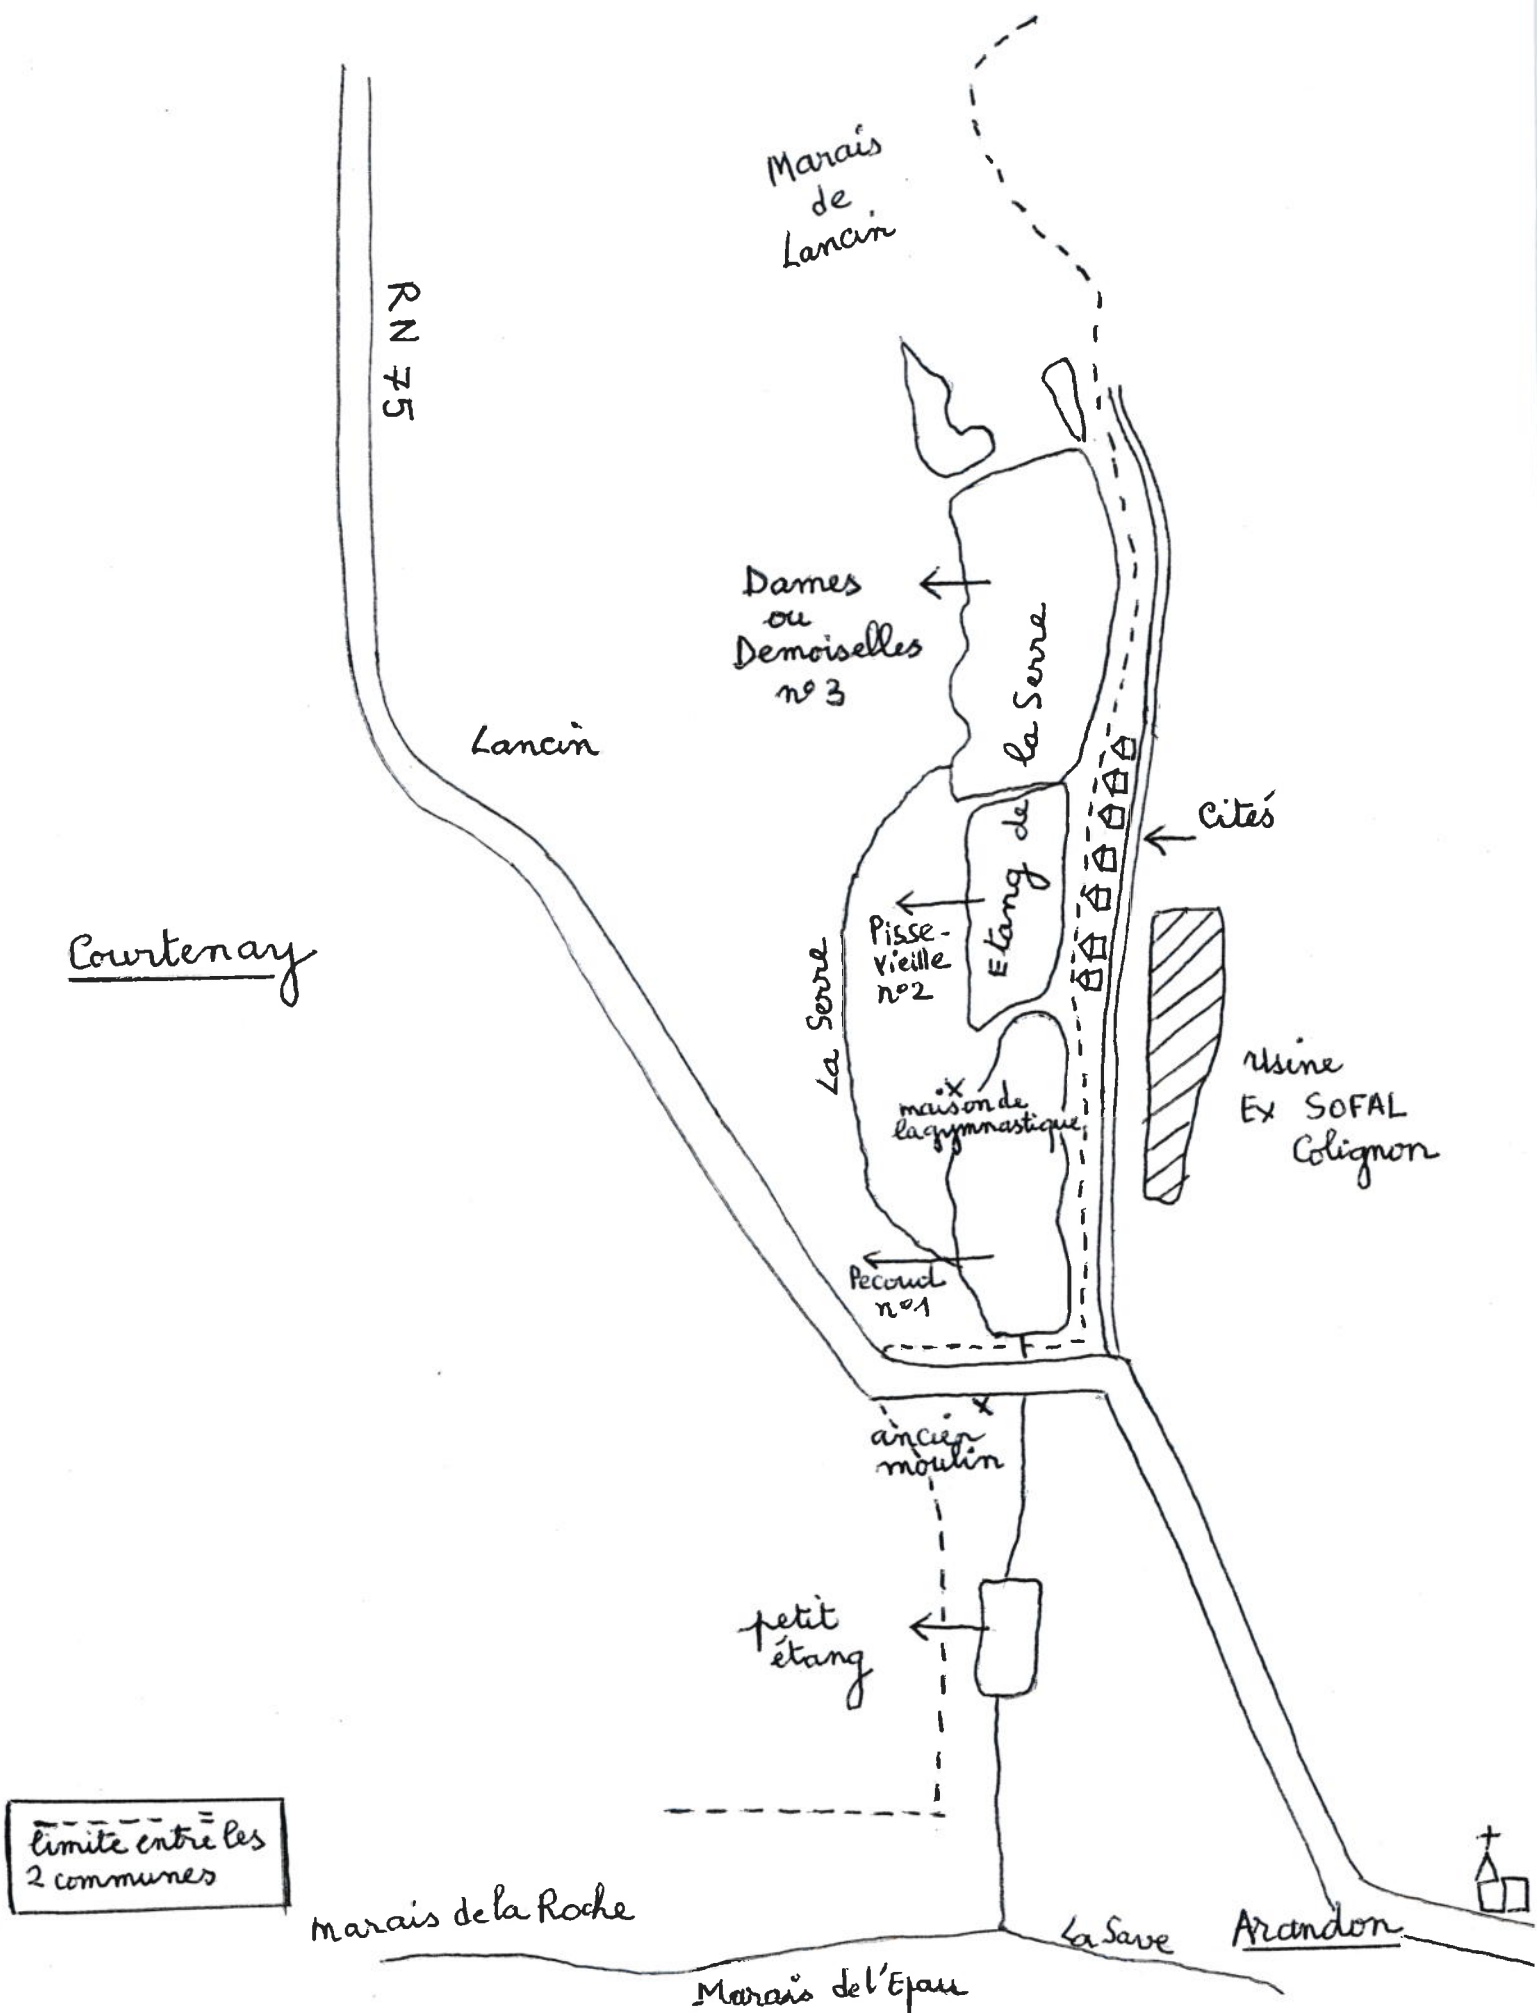 Marais
de
Lancin
RN 75
Dames
ou
Demoiselles
n° 3
la Serre
Lancin
Cités
Etang de
Pisse-
vieille
n°2
Courtenay
La Serre
Usine
Ex SOFAL
Colignon
maison de
la gymnastique
Pecoud
n°1
ancien
moulin
petit
étang
limite entre les
2 communes
Marais de la Roche
La Save
Arandon
Marais de l'Epau